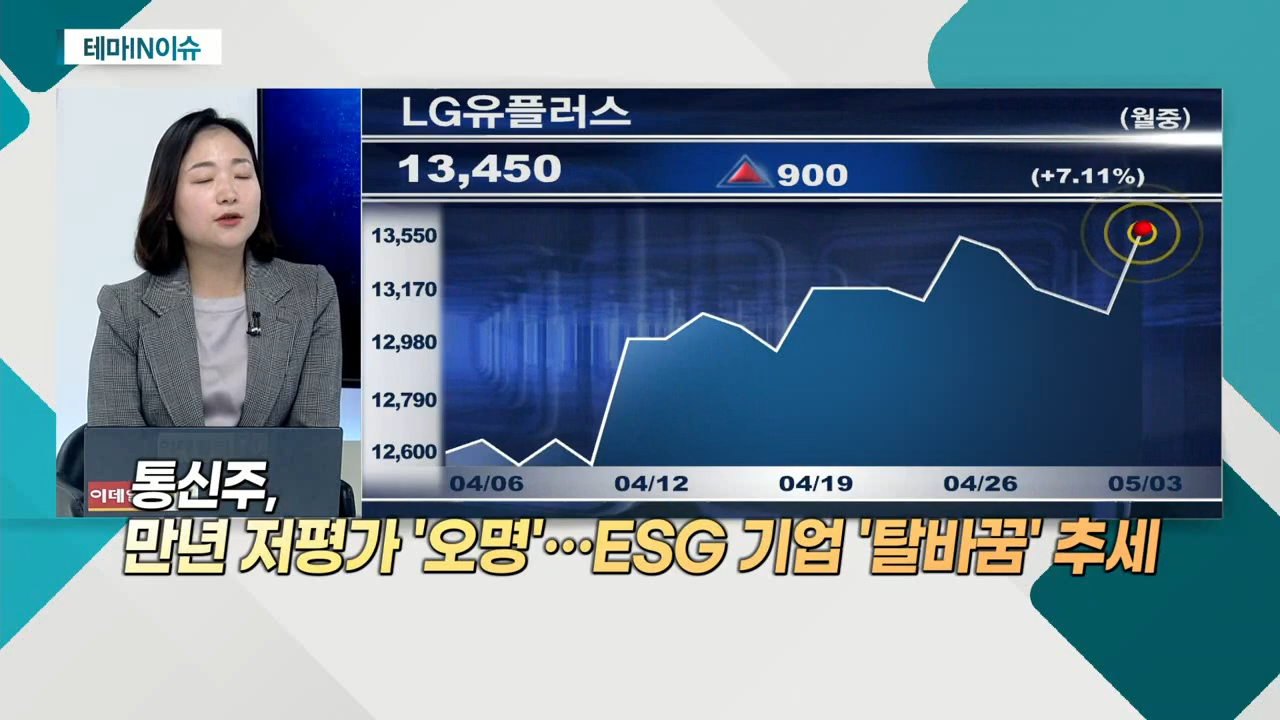 테마IN이슈
LG유플러스
(월중)
13,450
900
(+7.11%)
13,550
13,170
12,980
12,790
12,600
04/06
04/12
04/19
04/26
05/03
이데일
통신주,
만년 저평가 '오명'…ESG 기업 '탈바꿈' 추세